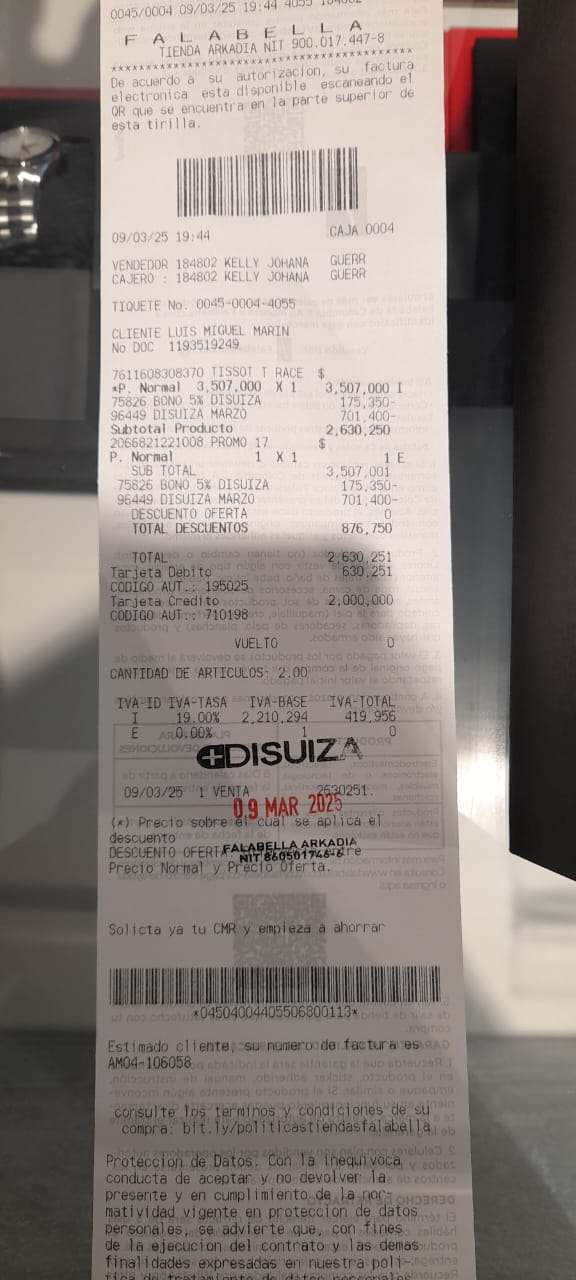 0045/0004 09/03/25 19:44 4055 184802
FALABELLA
TIENDA ARKADIA NIT 900.017.447-8
****************************************
De acuerdo a su autorizacion, su factura
electronica esta disponible escaneando el
QR que se encuentra en la parte superior de
esta tirilla.
09/03/25 19:44 CAJA 0004
VENDEDOR 184802 KELLY JOHANA GUERR
CAJERO : 184802 KELLY JOHANA GUERR
TIQUETE No. 0045-0004-4055
CLIENTE LUIS MIGUEL MARIN
No DOC 1193519249
7611608308370 TISSOT T RACE $
*P. Normal 3,507,000 X 1 3,507,000 I
75826 BONO 5% DISUIZA 175,350-
96449 DISUIZA MARZO 701,400-
Subtotal Producto 2,630,250
2066821221008 PROMO 17 $
P. Normal 1 X 1 1 E
SUB TOTAL 3,507,001
75826 BONO 5% DISUIZA 175,350-
96449 DISUIZA MARZO 701,400-
DESCUENTO OFERTA 0
TOTAL DESCUENTOS 876,750
TOTAL 2,630,251
Tarjeta Debito 630,251
CODIGO AUT.: 195025
Tarjeta Credito 2,000,000
CODIGO AUT.: 710198
VUELTO 0
CANTIDAD DE ARTICULOS: 2.00
IVA-ID IVA-TASA IVA-BASE IVA-TOTAL
I 19.00% 2,210,294 419,956
E 0.00% 1 0
DISUIZA
09/03/25 1 VENTA 2630251.
09 MAR 2025
(*) Precio sobre el cual se aplica el
descuento
FALABELLA ARKADIA
DESCUENTO OFERTA: entre
NIT 860501746-6
Precio Normal y Precio Oferta.
Solicta ya tu CMR y empieza a ahorrar
*04504004405506800113*
Estimado cliente, su numero de factura es
AM04-106058
consulte los terminos y condiciones de su
compra: bit.ly/politicastiendasfalabella
Proteccion de Datos. Con la inequivoca
conducta de aceptar y no devolver la
presente y en cumplimiento de la nor-
matividad vigente en proteccion de datos
personales, se advierte que, con fines
de la ejecucion del contrato y las demas
finalidades expresadas en nuestra poli-
tica de tratamiento de datos personales